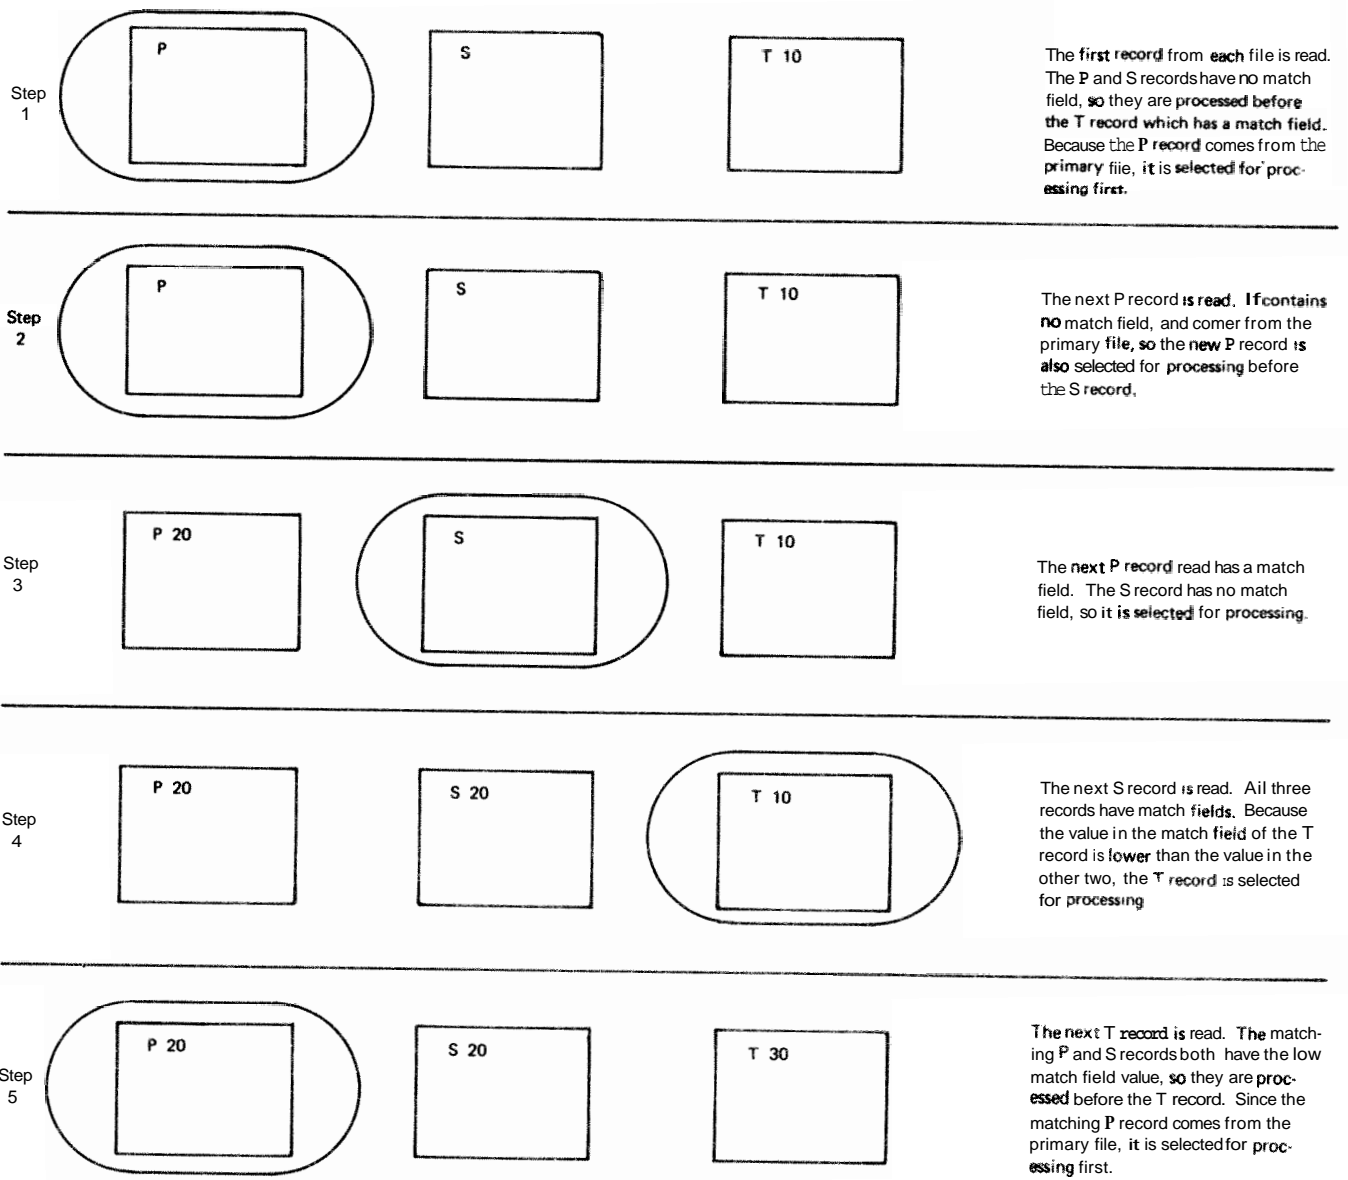 P
S
T 10
Step
1
The first record from each file is read.
The P and S records have no match
field, so they are processed before
the T record which has a match field.
Because the P record comes from the
primary fiie, it is selected for proc-
essing first.
P
S
T 10
Step
2
The next P record is read. If contains
no match field, and comer from the
primary file, so the new P record is
also selected for processing before
the S record,
P 20
S
T 10
Step
3
The next P record read has a match
field. The S record has no match
field, so it is selected for processing.
P 20
S 20
T 10
Step
4
The next S record is read. Ail three
records have match fields. Because
the value in the match field of the T
record is lower than the value in the
other two, the T record is selected
for processing
P 20
S 20
T 30
Step
5
The next T record is read. The match-
ing P and S records both have the low
match field value, so they are proc-
essed before the T record. Since the
matching P record comes from the
primary file, it is selected for proc-
essing first.